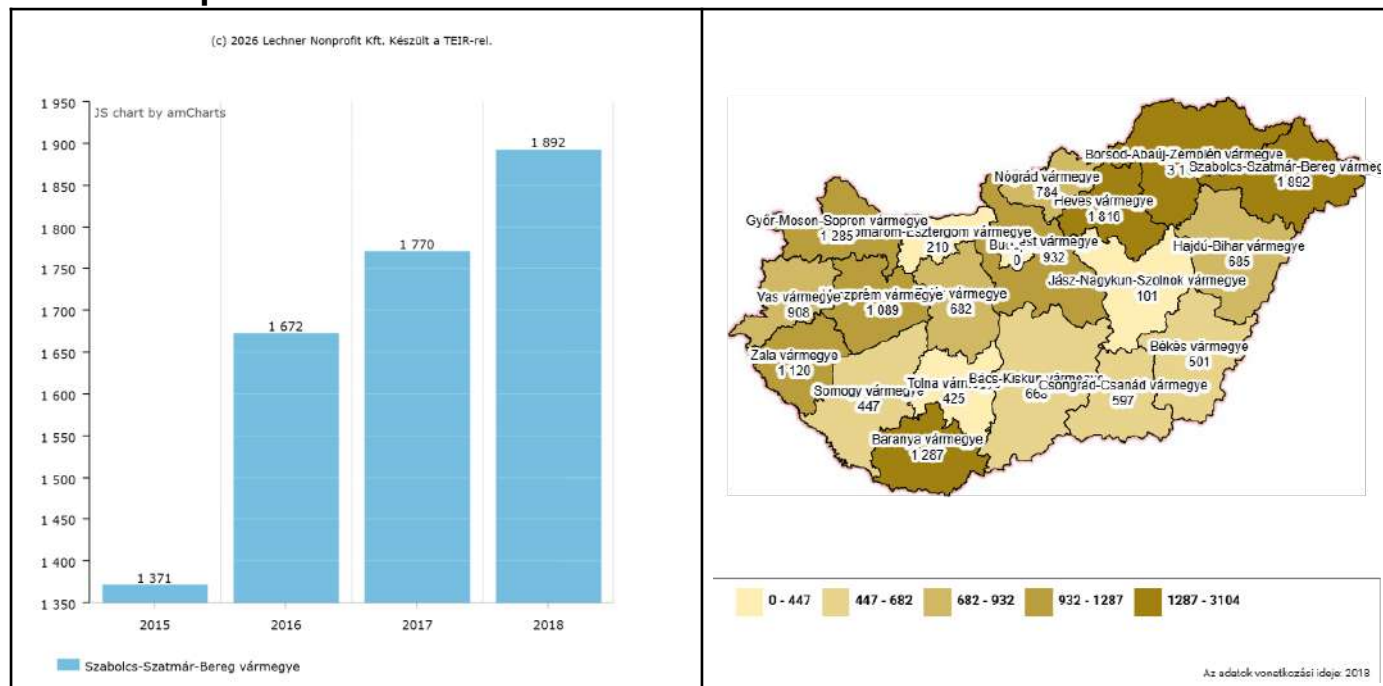 (c) 2026 Lechner Nonprofit Kft. Készült a TEIR-rel.
JS chart by amCharts
1 950
1 900
1 850
1 800
1 750
1 700
1 650
1 600
1 550
1 500
1 450
1 400
1 350
1 371
1 672
1 770
1 892
2015
2016
2017
2018
Szabolcs-Szatmár-Bereg vármegye
Borsod-Abaúj-Zemplén vármegye
Szabolcs-Szatmár-Bereg
1 892
Nógrád vármegye
784
Heves vármegye
1 816
Győr-Moson-Sopron vármegye
1 285
vármegye
210
vármegye
0
932
Hajdú-Bihar vármegye
685
Jász-Nagykun-Szolnok vármegye
101
Vas vármegye
908
vármegye
1 089
vármegye
682
Békés vármegye
501
Zala vármegye
1 120
Somogy vármegye
447
Tolna
425
Bács-Kiskun
Csongrád-Csanád vármegye
597
Baranya vármegye
1 287
0 - 447
447 - 682
682 - 932
932 - 1287
1287 - 3104
Az adatok vonatkozási ideje: 2018